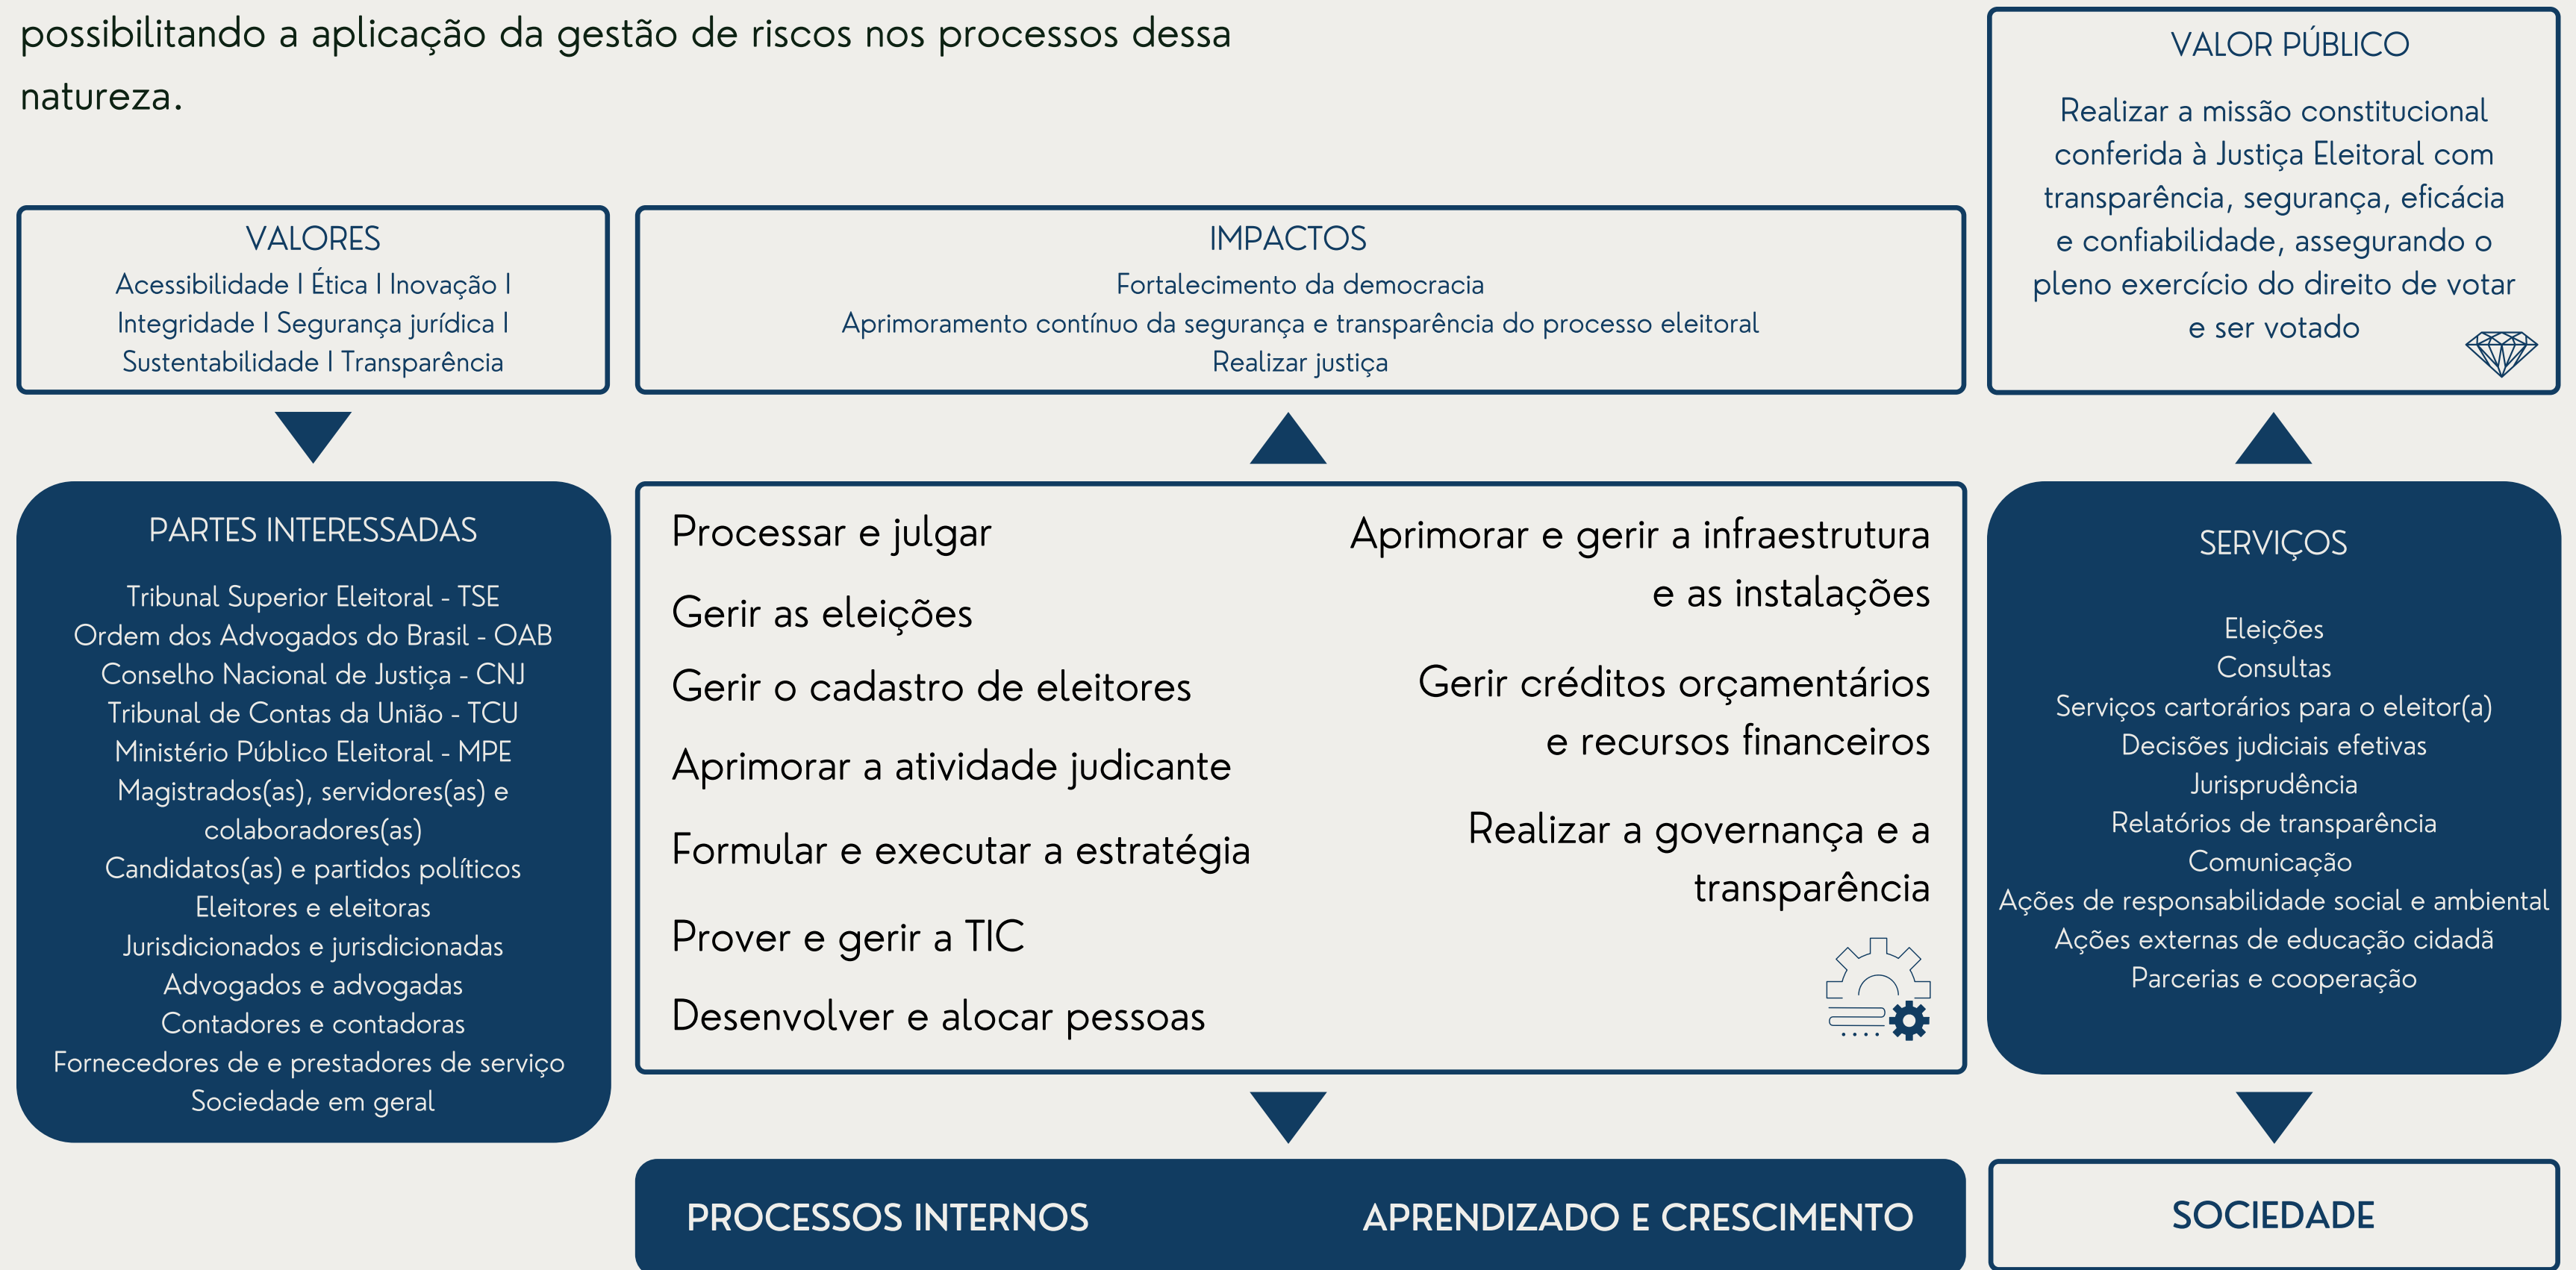 possibilitando a aplicação da gestão de riscos nos processos dessa
natureza.
VALORES
Acessibilidade | Ética | Inovação |
Integridade | Segurança jurídica |
Sustentabilidade | Transparência
IMPACTOS
Fortalecimento da democracia
Aprimoramento contínuo da segurança e transparência do processo eleitoral
Realizar justiça
VALOR PÚBLICO
Realizar a missão constitucional
conferida à Justiça Eleitoral com
transparência, segurança, eficácia
e confiabilidade, assegurando o
pleno exercício do direito de votar
e ser votado
PARTES INTERESSADAS
Tribunal Superior Eleitoral - TSE
Ordem dos Advogados do Brasil - OAB
Conselho Nacional de Justiça - CNJ
Tribunal de Contas da União - TCU
Ministério Público Eleitoral - MPE
Magistrados(as), servidores(as) e
colaboradores(as)
Candidatos(as) e partidos políticos
Eleitores e eleitoras
Jurisdicionados e jurisdicionadas
Advogados e advogadas
Contadores e contadoras
Fornecedores de e prestadores de serviço
Sociedade em geral
Processar e julgar
Gerir as eleições
Gerir o cadastro de eleitores
Aprimorar a atividade judicante
Formular e executar a estratégia
Prover e gerir a TIC
Desenvolver e alocar pessoas
Aprimorar e gerir a infraestrutura
e as instalações
Gerir créditos orçamentários
e recursos financeiros
Realizar a governança e a
transparência
SERVIÇOS
Eleições
Consultas
Serviços cartorários para o eleitor(a)
Decisões judiciais efetivas
Jurisprudência
Relatórios de transparência
Comunicação
Ações de responsabilidade social e ambiental
Ações externas de educação cidadã
Parcerias e cooperação
PROCESSOS INTERNOS
APRENDIZADO E CRESCIMENTO
SOCIEDADE